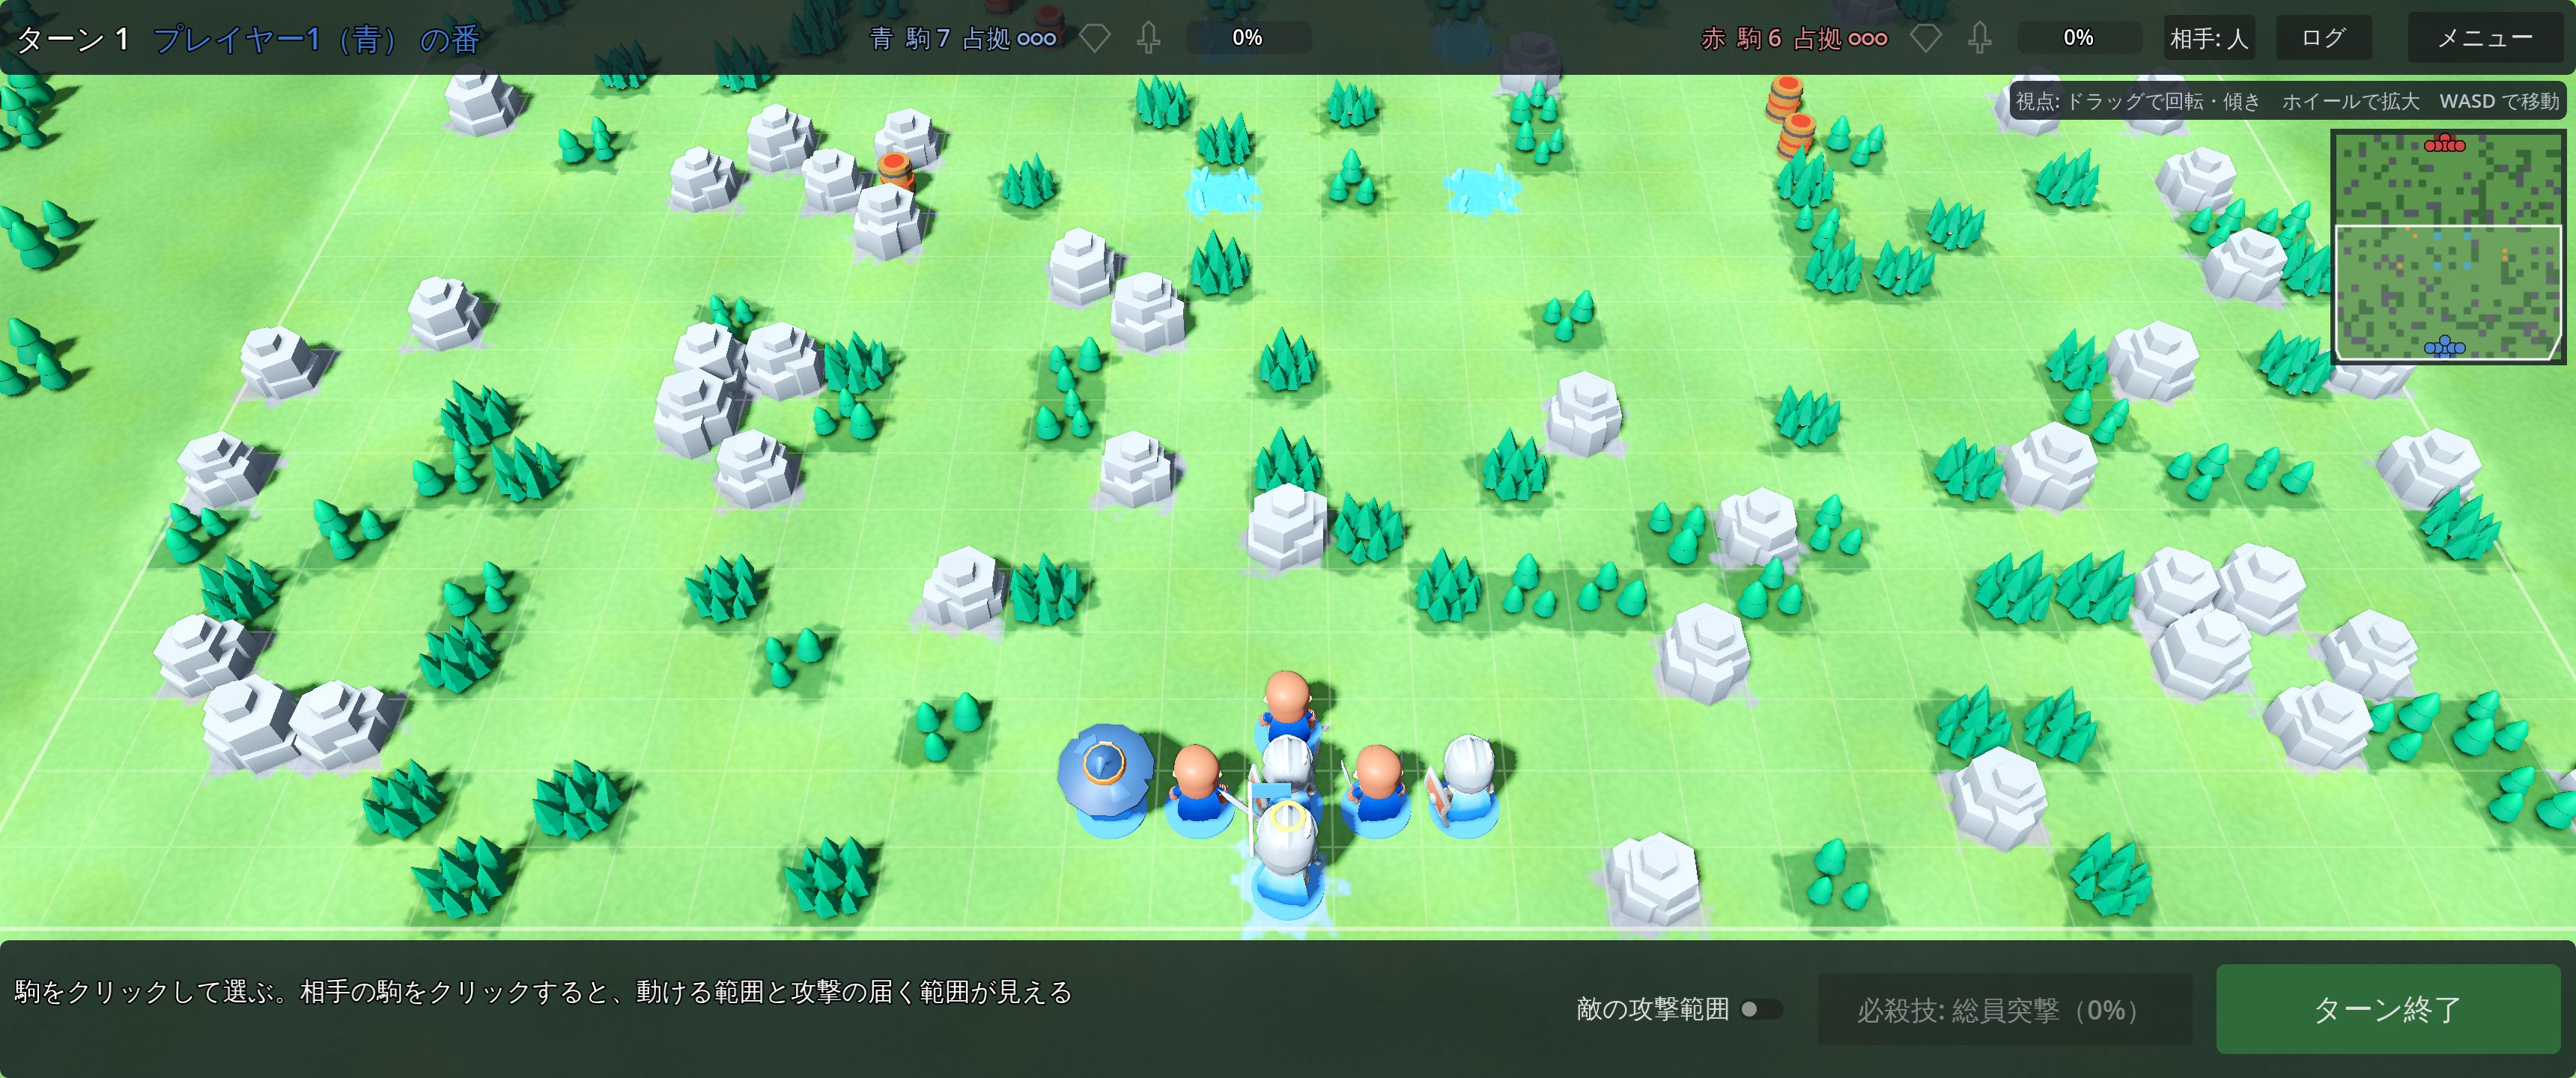 ターン 1 プレイヤー1（青） の番
青 駒 7 占拠 ○○○ 0%
赤 駒 6 占拠 ○○○ 0%
相手: 人
ログ
メニュー
視点: ドラッグで回転・傾き ホイールで拡大 WASD で移動
駒をクリックして選ぶ。相手の駒をクリックすると、動ける範囲と攻撃の届く範囲が見える
敵の攻撃範囲
必殺技: 総員突撃（0%）
ターン終了